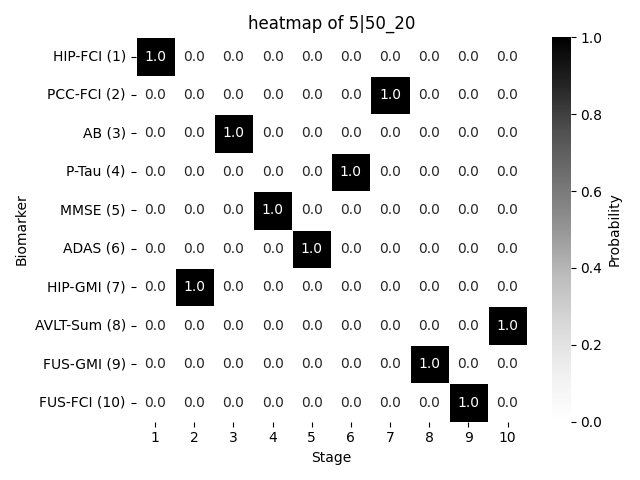 heatmap of 5|50_20
HIP-FCI (1) 1.0 0.0 0.0 0.0 0.0 0.0 0.0 0.0 0.0 0.0
PCC-FCI (2) 0.0 0.0 0.0 0.0 0.0 0.0 1.0 0.0 0.0 0.0
AB (3) 0.0 0.0 1.0 0.0 0.0 0.0 0.0 0.0 0.0 0.0
P-Tau (4) 0.0 0.0 0.0 0.0 0.0 1.0 0.0 0.0 0.0 0.0
MMSE (5) 0.0 0.0 0.0 1.0 0.0 0.0 0.0 0.0 0.0 0.0
ADAS (6) 0.0 0.0 0.0 0.0 1.0 0.0 0.0 0.0 0.0 0.0
HIP-GMI (7) 0.0 1.0 0.0 0.0 0.0 0.0 0.0 0.0 0.0 0.0
AVLT-Sum (8) 0.0 0.0 0.0 0.0 0.0 0.0 0.0 0.0 0.0 1.0
FUS-GMI (9) 0.0 0.0 0.0 0.0 0.0 0.0 0.0 1.0 0.0 0.0
FUS-FCI (10) 0.0 0.0 0.0 0.0 0.0 0.0 0.0 0.0 1.0 0.0
1 2 3 4 5 6 7 8 9 10
Stage
Biomarker
1.0
0.8
0.6
0.4
0.2
0.0
Probability